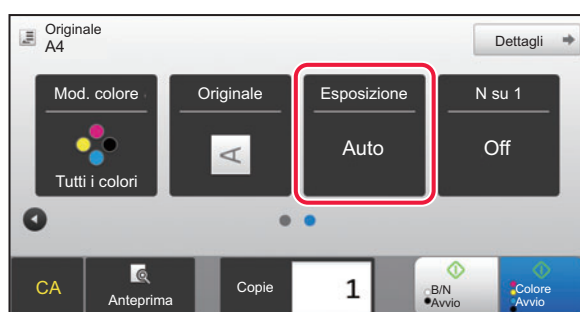 Originale
A4
Dettagli
Mod. colore
Originale
Esposizione
N su 1
A
Auto
Off
Tutti i colori
CA
Anteprima
Copie
1
B/N
Avvio
Colore
Avvio